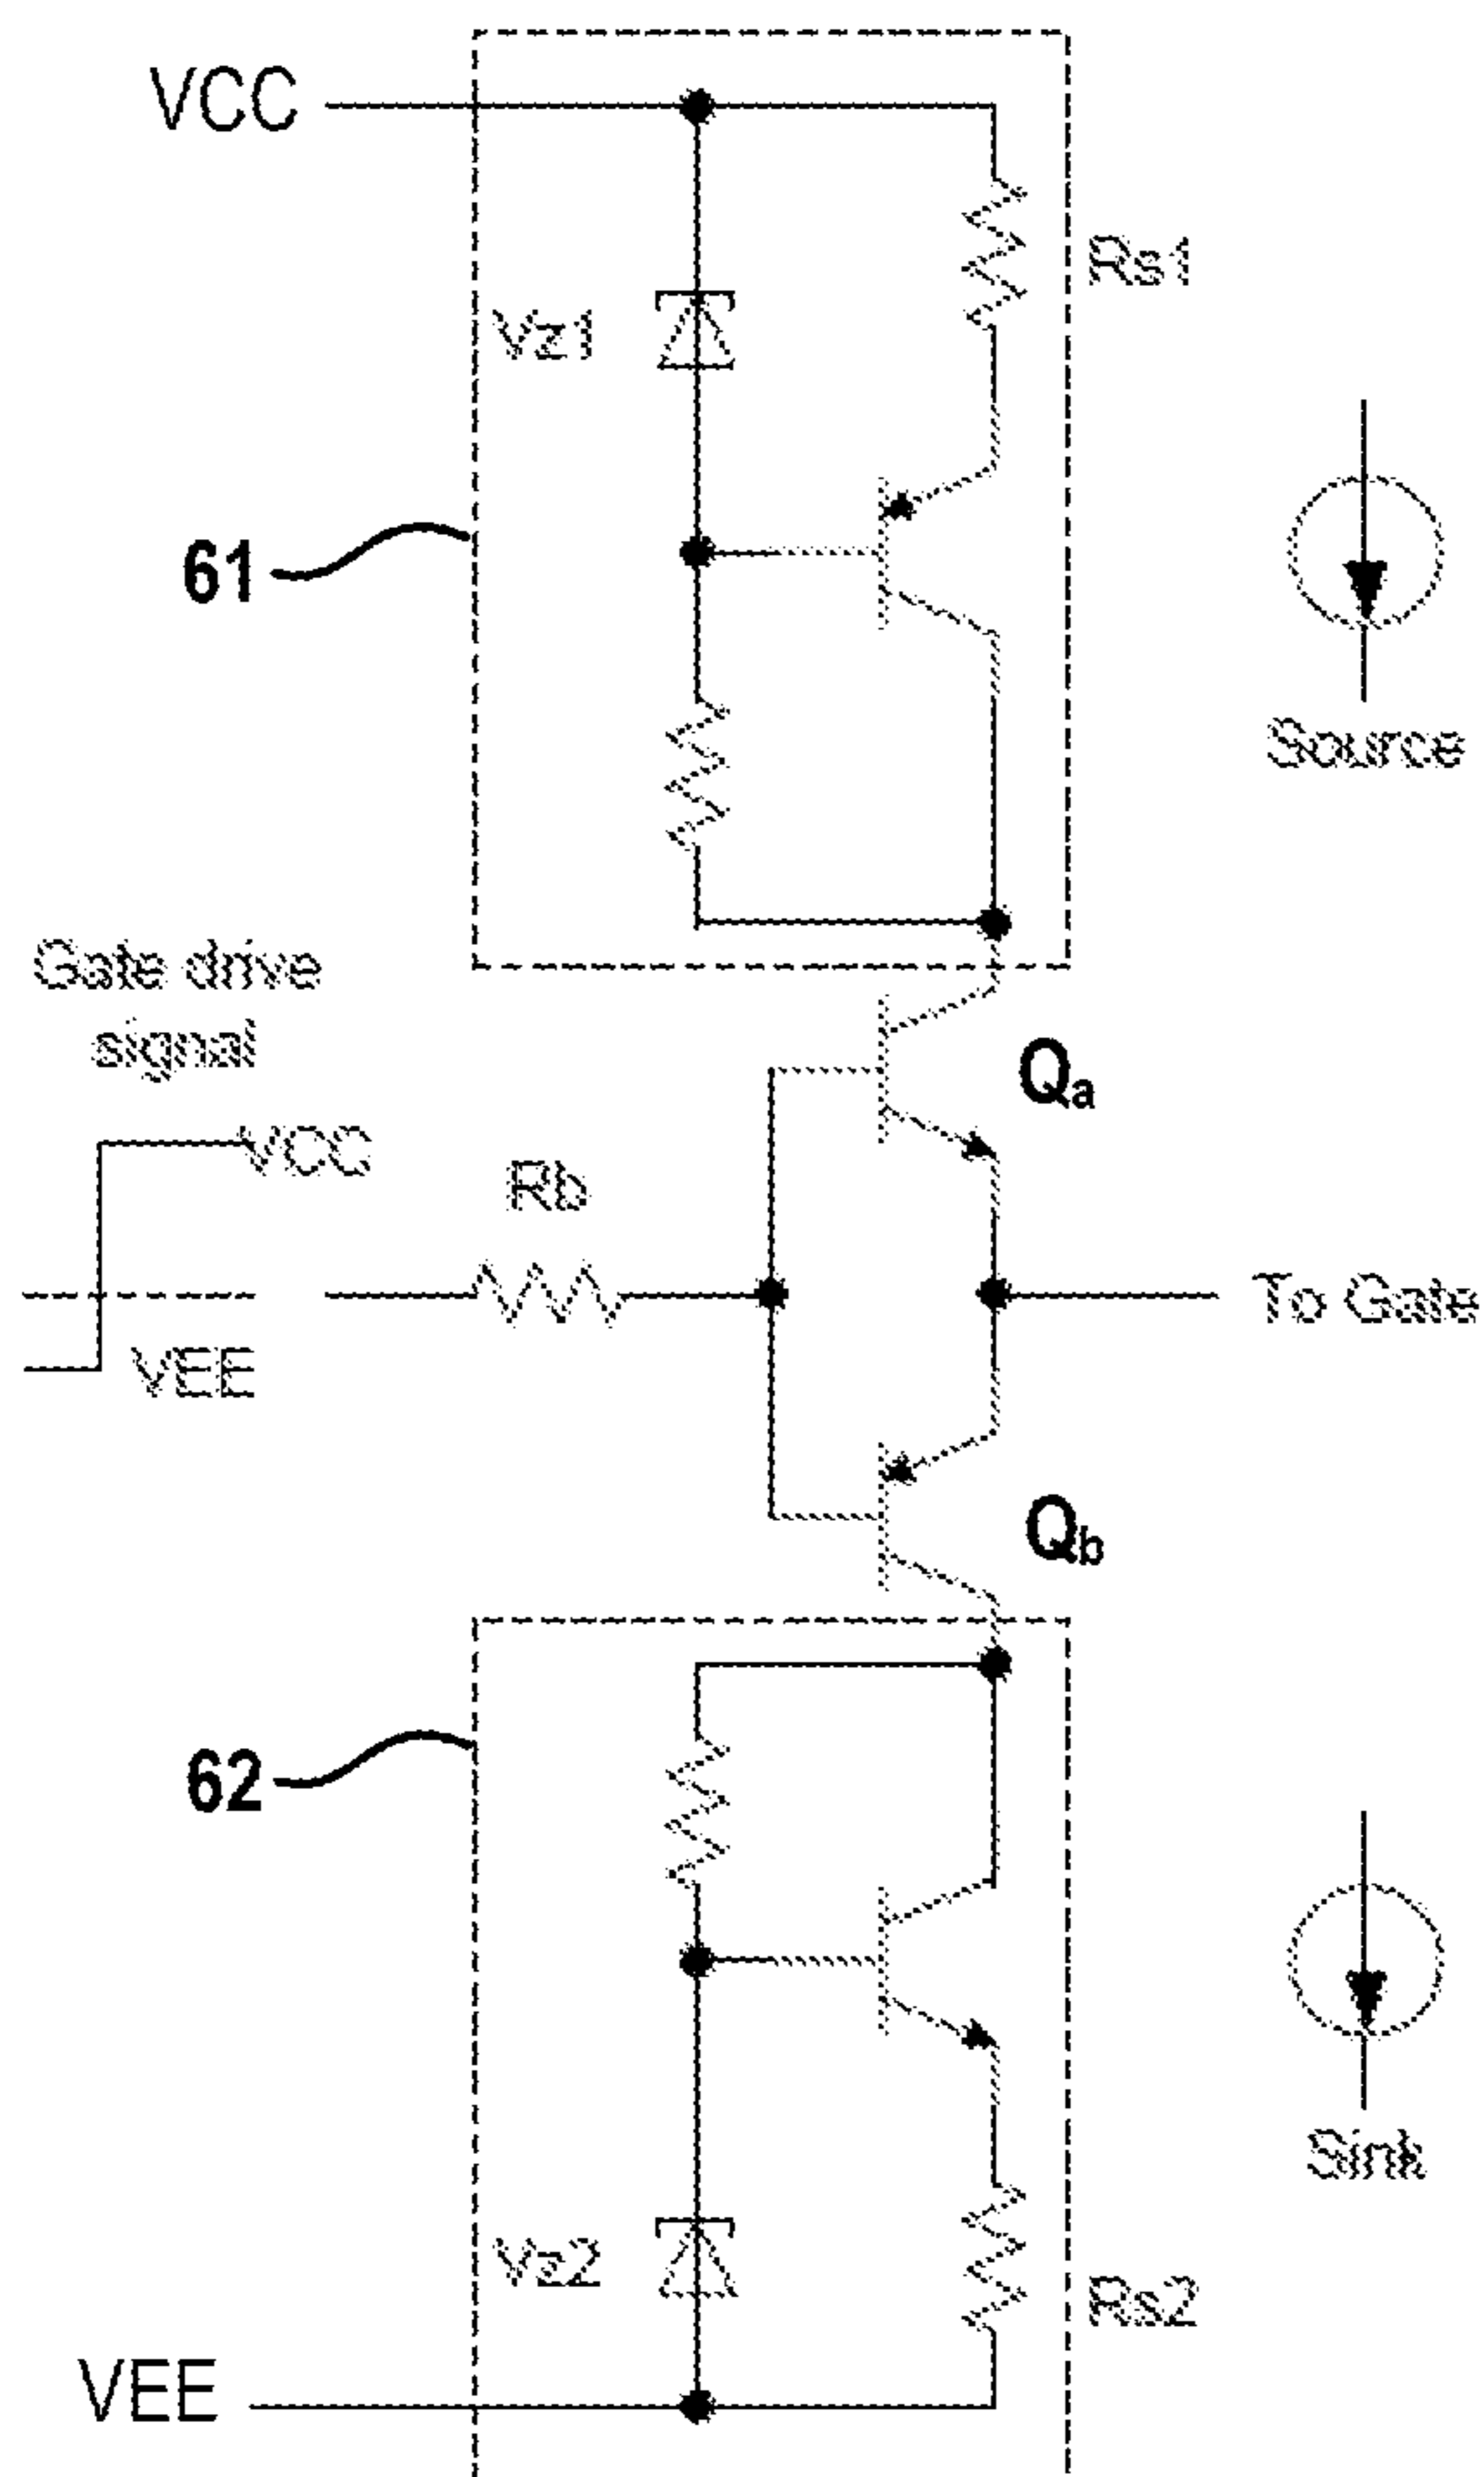 VCC
Rs1
Vz1
61
Source
Gate drive
signal
Qa
VCC
Rb
To Gate
VEE
Qb
62
Sink
Vz2
Rs2
VEE